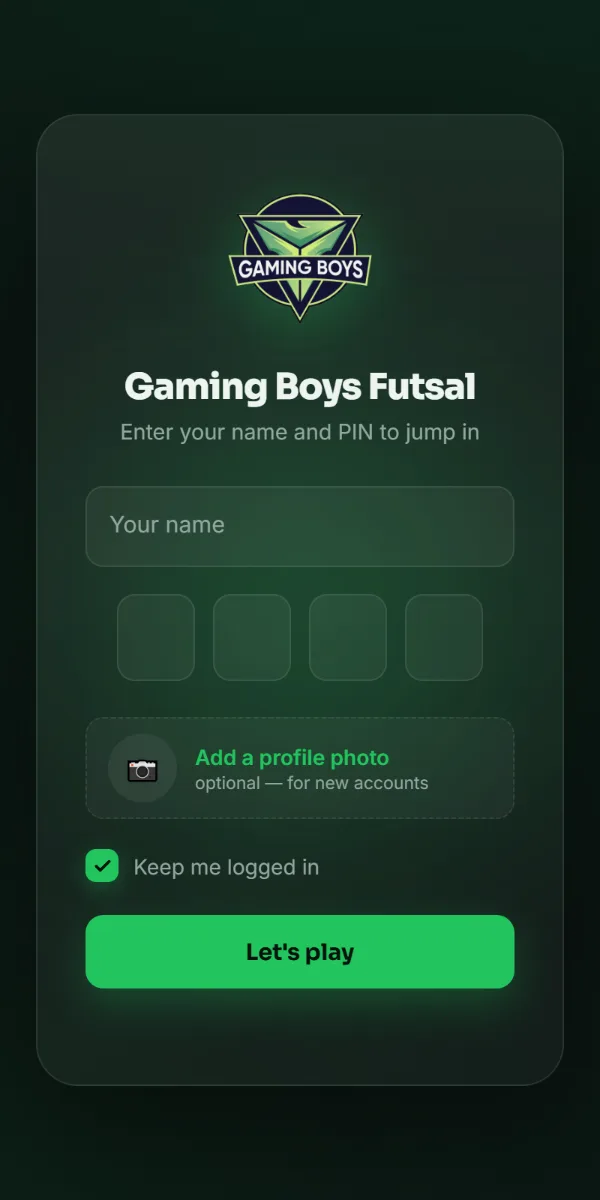 GAMING BOYS
Gaming Boys Futsal
Enter your name and PIN to jump in
Your name
Add a profile photo
optional — for new accounts
Keep me logged in
Let's play